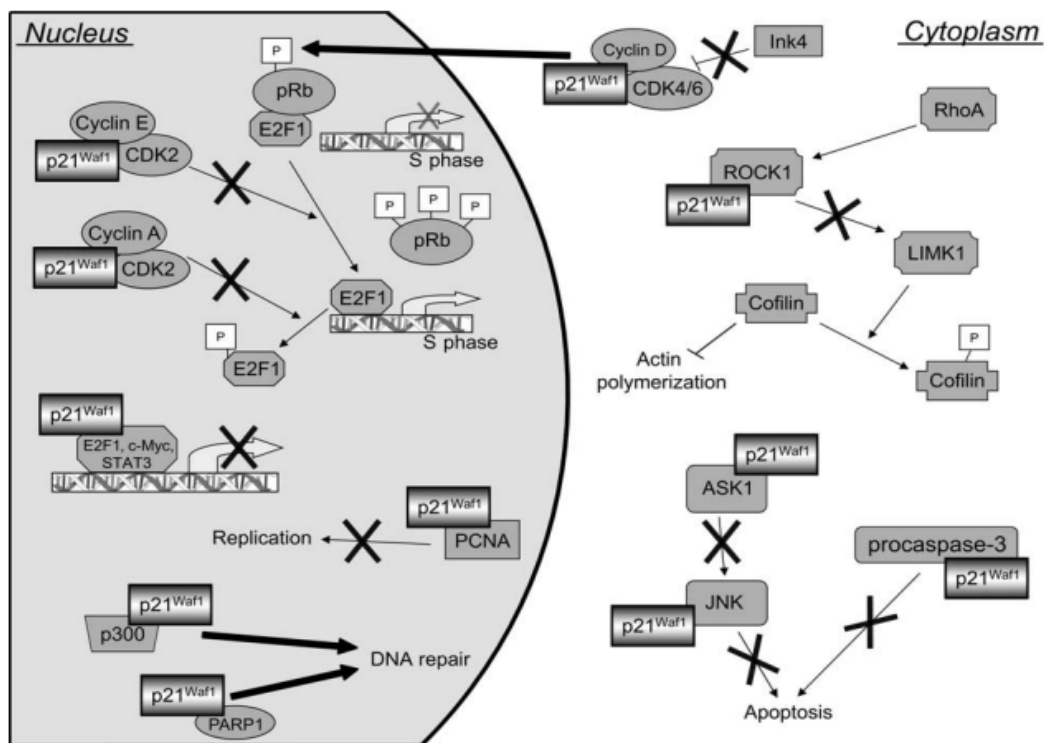 Nucleus
Cytoplasm
P
pRb
E2F1
S phase
Cyclin D
p21Waf1
CDK4/6
Ink4
Cyclin E
p21Waf1
CDK2
RhoA
ROCK1
p21Waf1
P
P
P
pRb
Cyclin A
p21Waf1
CDK2
LIMK1
E2F1
S phase
Cofilin
P
E2F1
Actin
polymerization
P
Cofilin
p21Waf1
E2F1, c-Myc,
STAT3
p21Waf1
ASK1
p21Waf1
PCNA
Replication
procaspase-3
p21Waf1
p21Waf1
p300
JNK
p21Waf1
DNA repair
p21Waf1
PARP1
Apoptosis